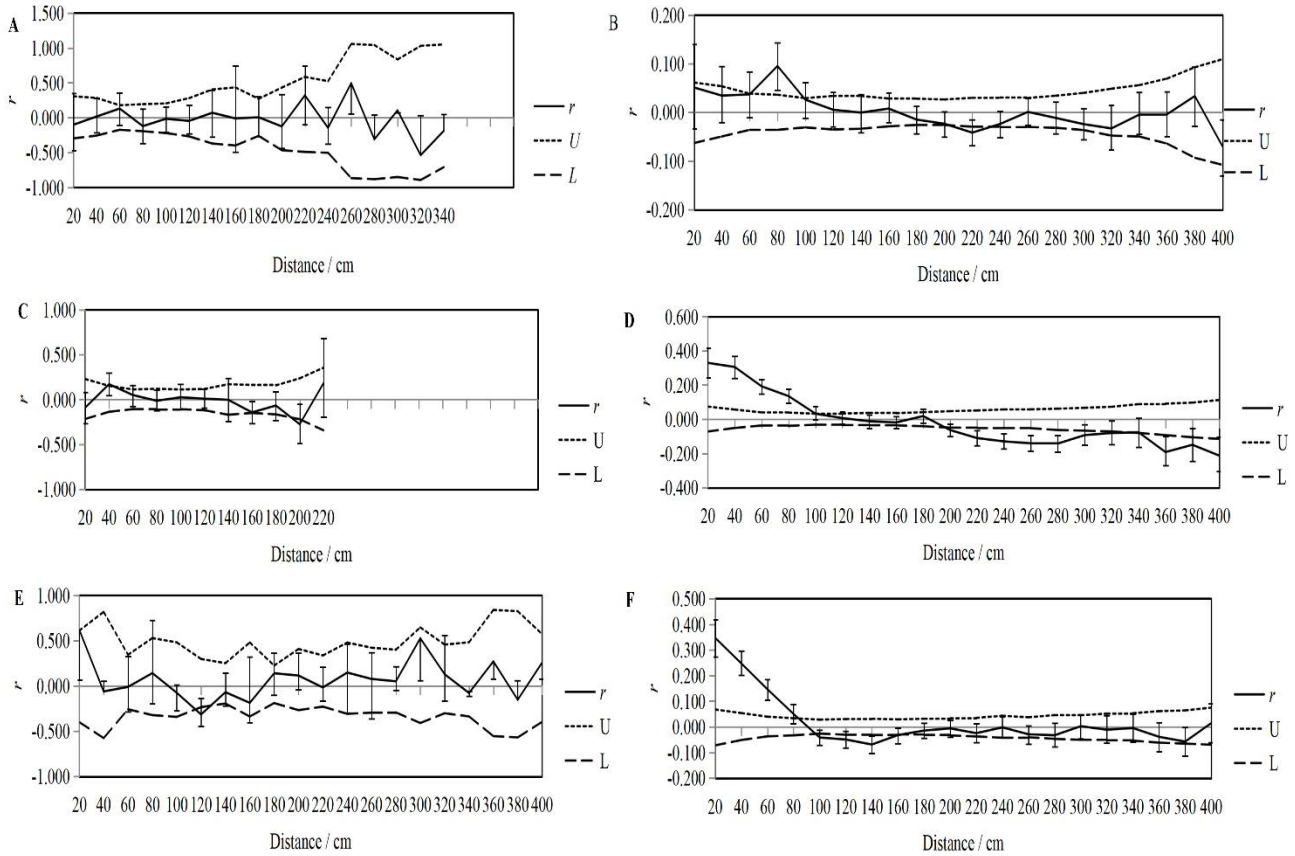 A
1.500
1.000
0.500
0.000
-0.500
-1.000
r
20 40 60 80 100 120 140 160 180 200 220 240 260 280 300 320 340
Distance / cm
r
U
L
B
0.200
0.100
0.000
-0.100
-0.200
r
20 40 60 80 100 120 140 160 180 200 220 240 260 280 300 320 340 360 380 400
Distance / cm
r
U
L
C
1.000
0.500
0.000
-0.500
-1.000
r
20 40 60 80 100 120 140 160 180 200 220
Distance / cm
r
U
L
D
0.600
0.400
0.200
0.000
-0.200
-0.400
r
20 40 60 80 100 120 140 160 180 200 220 240 260 280 300 320 340 360 380 400
Distance / cm
r
U
L
E
1.000
0.500
0.000
-0.500
-1.000
r
20 40 60 80 100 120 140 160 180 200 220 240 260 280 300 320 340 360 380 400
Distance / cm
r
U
L
F
0.500
0.400
0.300
0.200
0.100
0.000
-0.100
-0.200
r
20 40 60 80 100 120 140 160 180 200 220 240 260 280 300 320 340 360 380 400
Distance / cm
r
U
L